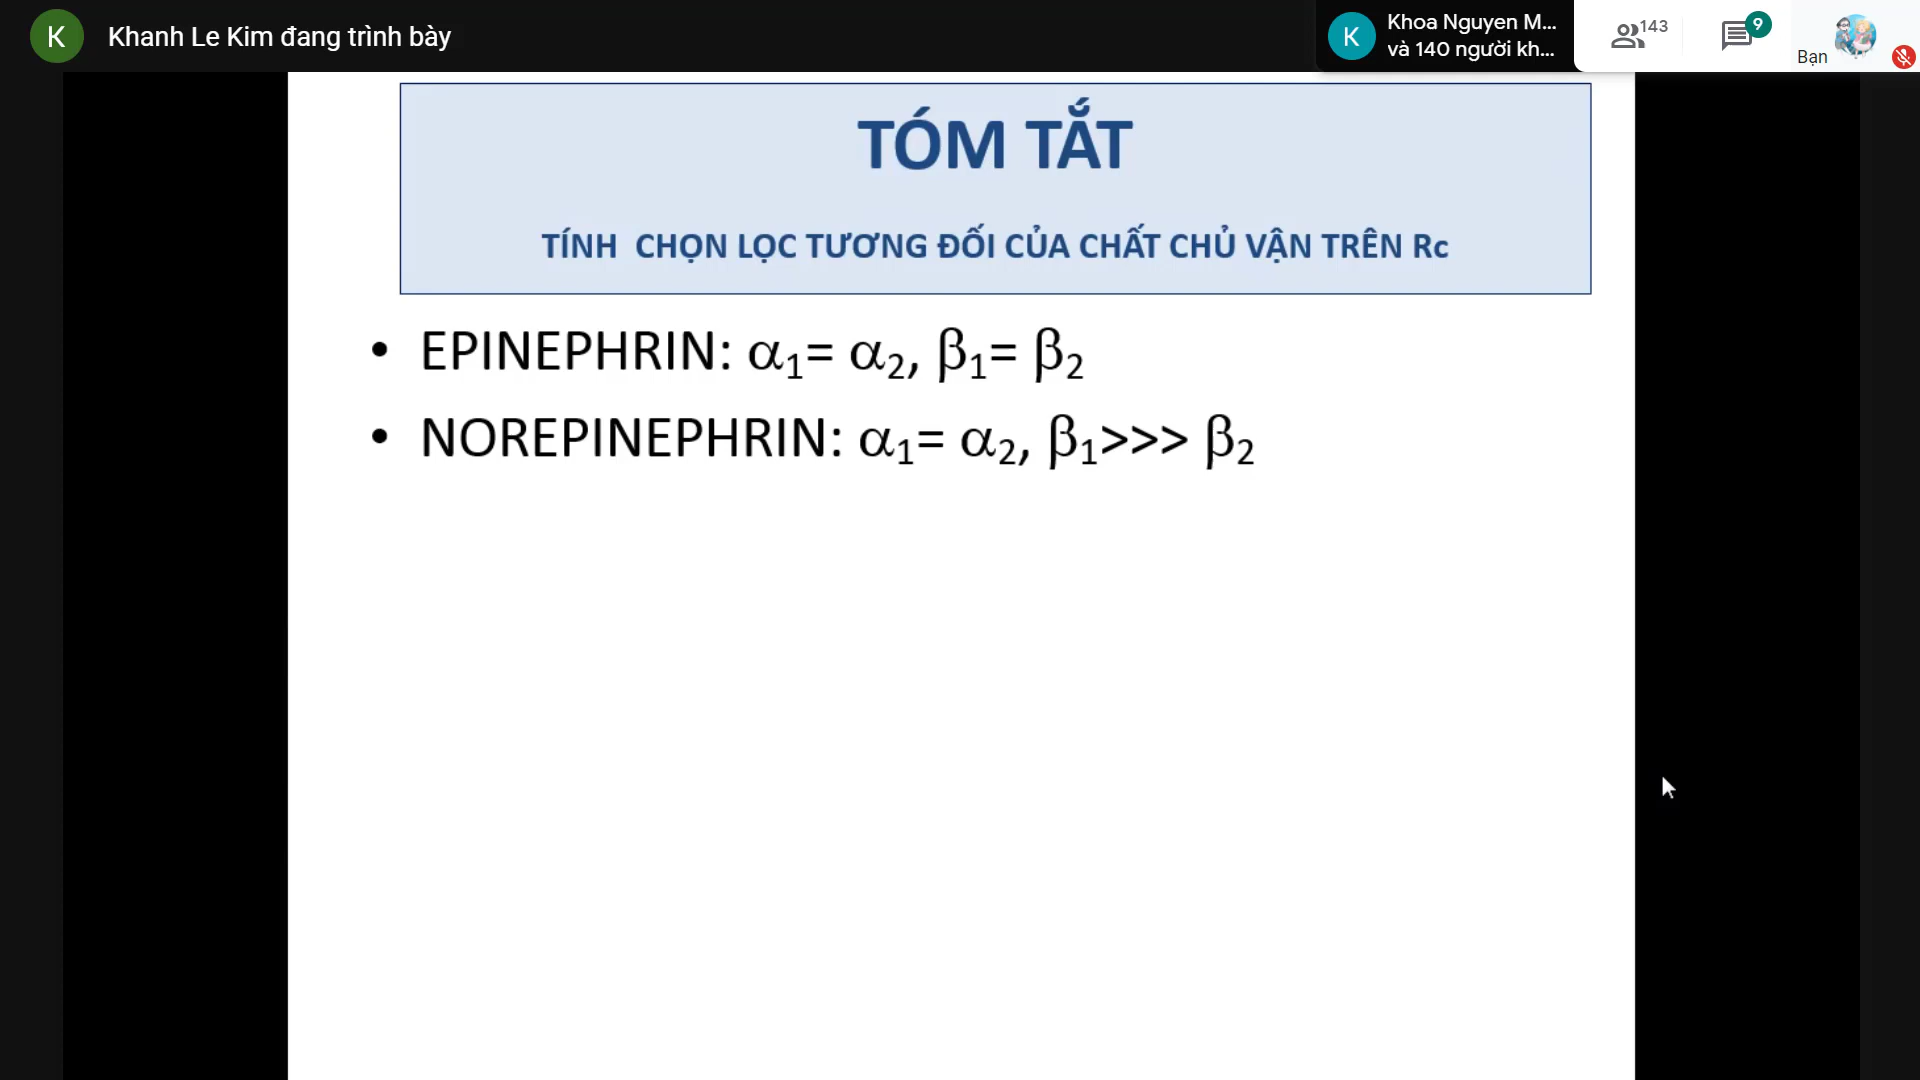 K
Khanh Le Kim đang trình bày
K
Khoa Nguyen M...
và 140 người kh...
143
9
Bạn
TÓM TẮT
TÍNH CHỌN LỌC TƯƠNG ĐỐI CỦA CHẤT CHỦ VẬN TRÊN Rc
• EPINEPHRIN: α₁= α₂, β₁= β₂
• NOREPINEPHRIN: α₁= α₂, β₁>>> β₂